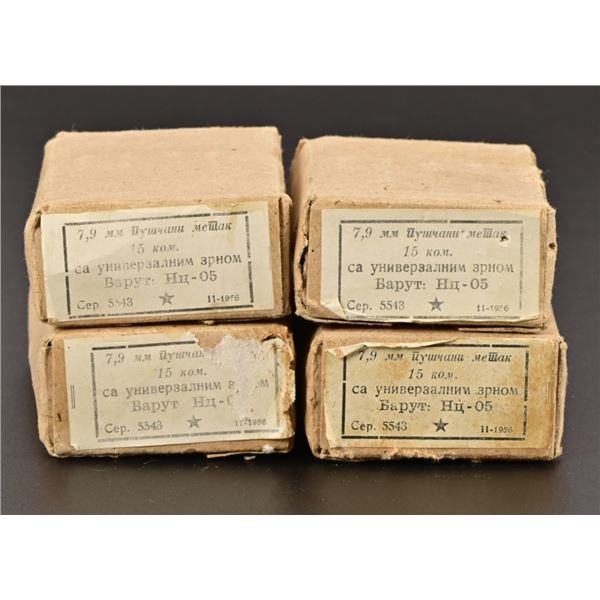 7,9 мм пушчани метак
15 ком.
са универзалним зрном
Барут: Нц-05
Сер. 5543 ★ 11-1956
7,9 мм пушчани метак
15 ком.
са универзалним зрном
Барут: Нц-05
Сер. 5543 ★ 11-1956
7,9 мм пушчани
15 ком.
са универзалним зрном
Барут: Нц-0
Сер. 5543 ★ 11-1956
7,9 мм пушчани метак
15 ком.
са универзалним зрном
Барут: Нц-05
Сер. 5543 ★ 11-1956